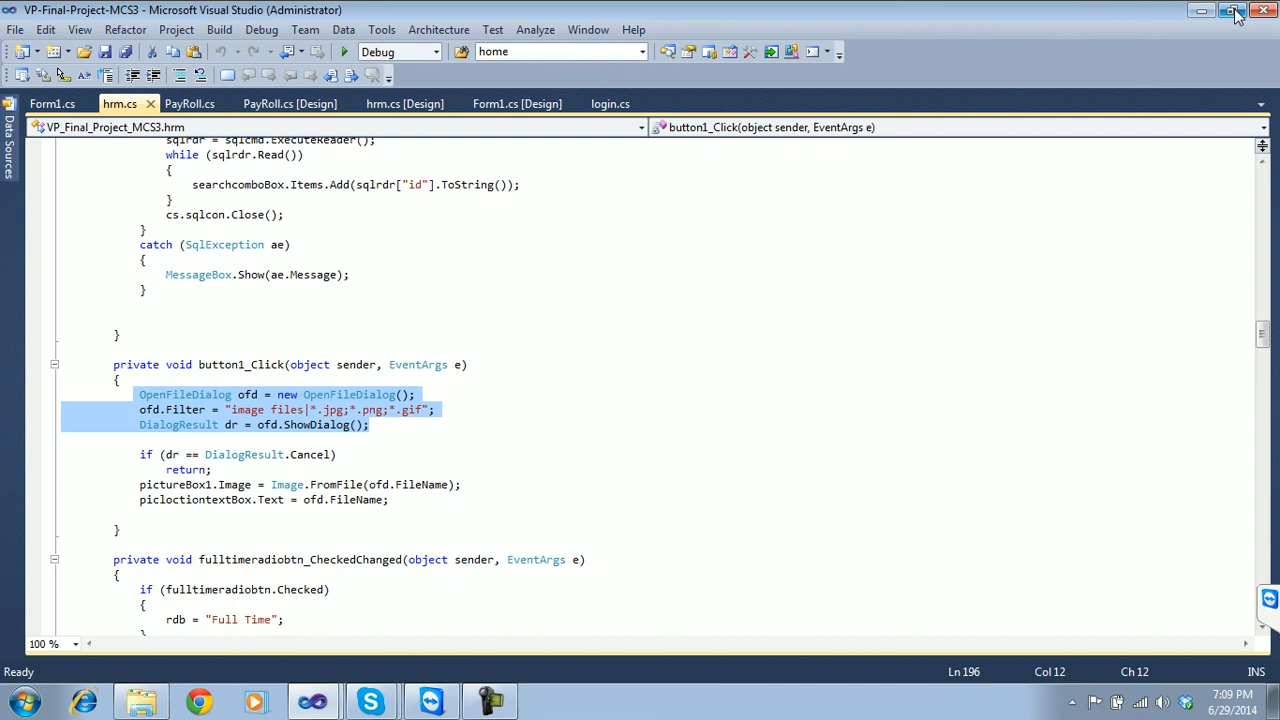 VP-Final-Project-MCS3 - Microsoft Visual Studio (Administrator)
File Edit View Refactor Project Build Debug Team Data Tools Architecture Test Analyze Window Help
Debug home
Form1.cs hrm.cs PayRoll.cs PayRoll.cs [Design] hrm.cs [Design] Form1.cs [Design] login.cs
Data Sources
VP_Final_Project_MCS3.hrm button1_Click(object sender, EventArgs e)
sqlrdr = sqlcmd.ExecuteReader();
while (sqlrdr.Read())
{
searchcomboBox.Items.Add(sqlrdr["id"].ToString());
}
cs.sqlcon.Close();
}
catch (SqlException ae)
{
MessageBox.Show(ae.Message);
}
}
private void button1_Click(object sender, EventArgs e)
{
OpenFileDialog ofd = new OpenFileDialog();
ofd.Filter = "image files|*.jpg;*.png;*.gif";
DialogResult dr = ofd.ShowDialog();
if (dr == DialogResult.Cancel)
return;
pictureBox1.Image = Image.FromFile(ofd.FileName);
picloctiontextBox.Text = ofd.FileName;
}
private void fulltimeradiobtn_CheckedChanged(object sender, EventArgs e)
{
if (fulltimeradiobtn.Checked)
{
rdb = "Full Time";
}
100 %
Ready Ln 196 Col 12 Ch 12 INS
7:09 PM
6/29/2014